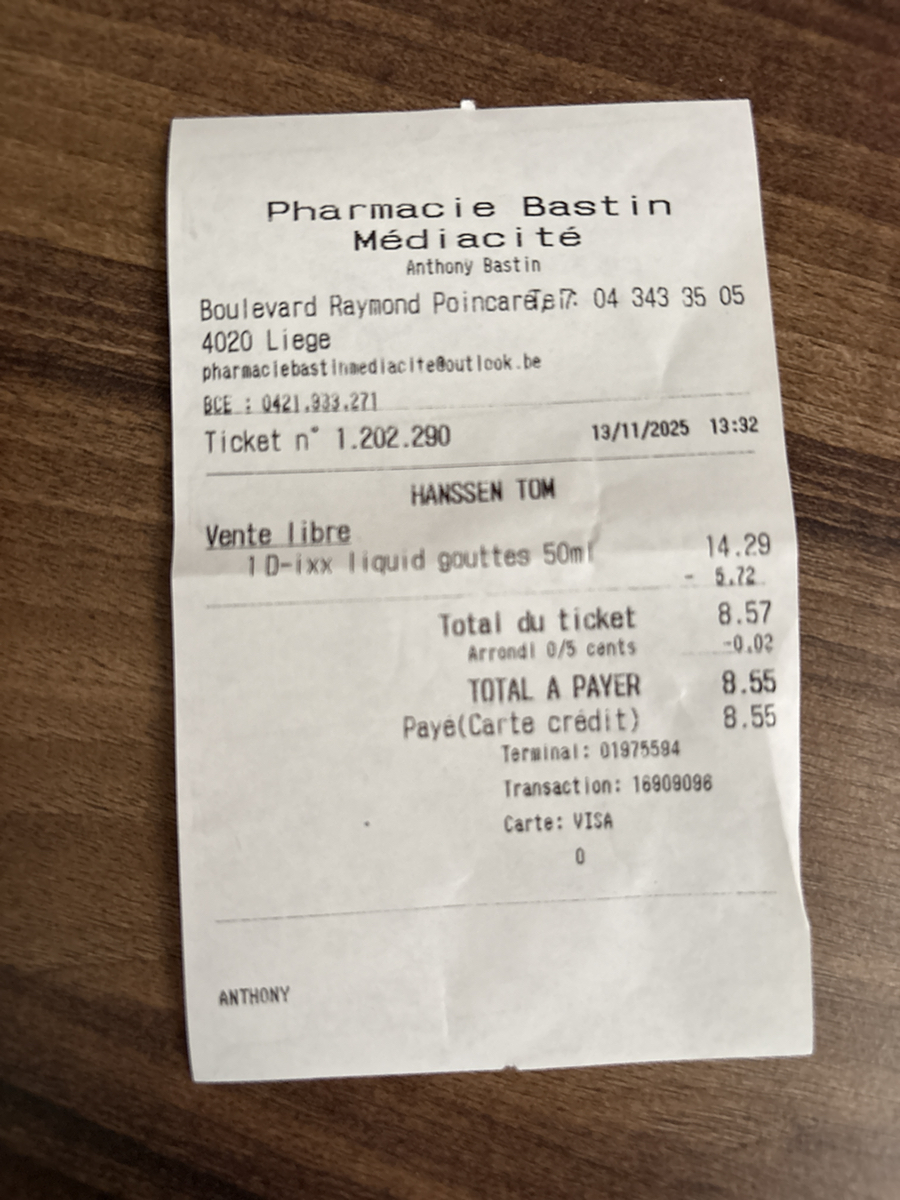 Pharmacie Bastin
Médiacité
Anthony Bastin
Boulevard Raymond Poincaré 7 Tel: 04 343 35 05
4020 Liege
pharmaciebastinmediacite@outlook.be
BCE : 0421.933.271
Ticket n° 1.202.290 13/11/2025 13:32
HANSSEN TOM
Vente libre
1 D-ixx liquid gouttes 50ml 14.29
- 5.72
Total du ticket 8.57
Arrondi 0/5 cents -0.02
TOTAL A PAYER 8.55
Payé(Carte crédit) 8.55
Terminal: 01975594
Transaction: 16909096
Carte: VISA
0
ANTHONY